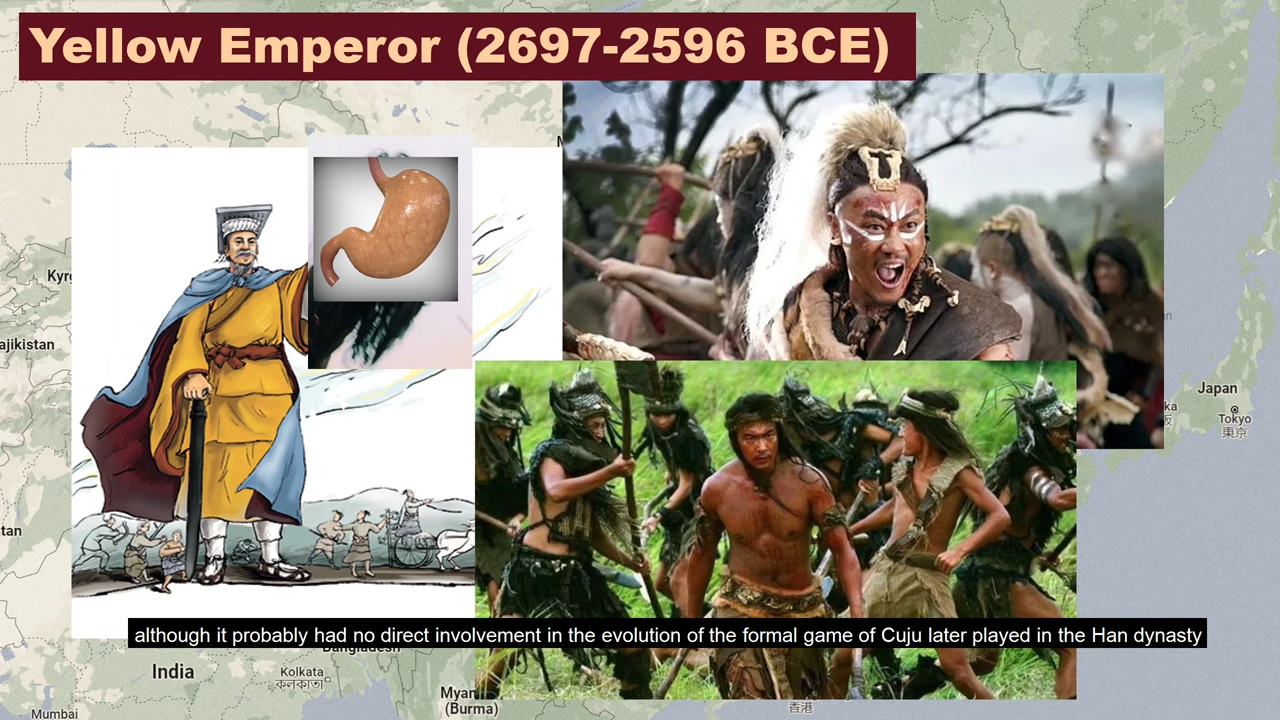 Yellow Emperor (2697-2596 BCE)
ajikistan
Japan
Tokyo
東京
tan
although it probably had no direct involvement in the evolution of the formal game of Cuju later played in the Han dynasty
India
Kolkata
কলকাতা
Myan
(Burma)
香港
Mumbai